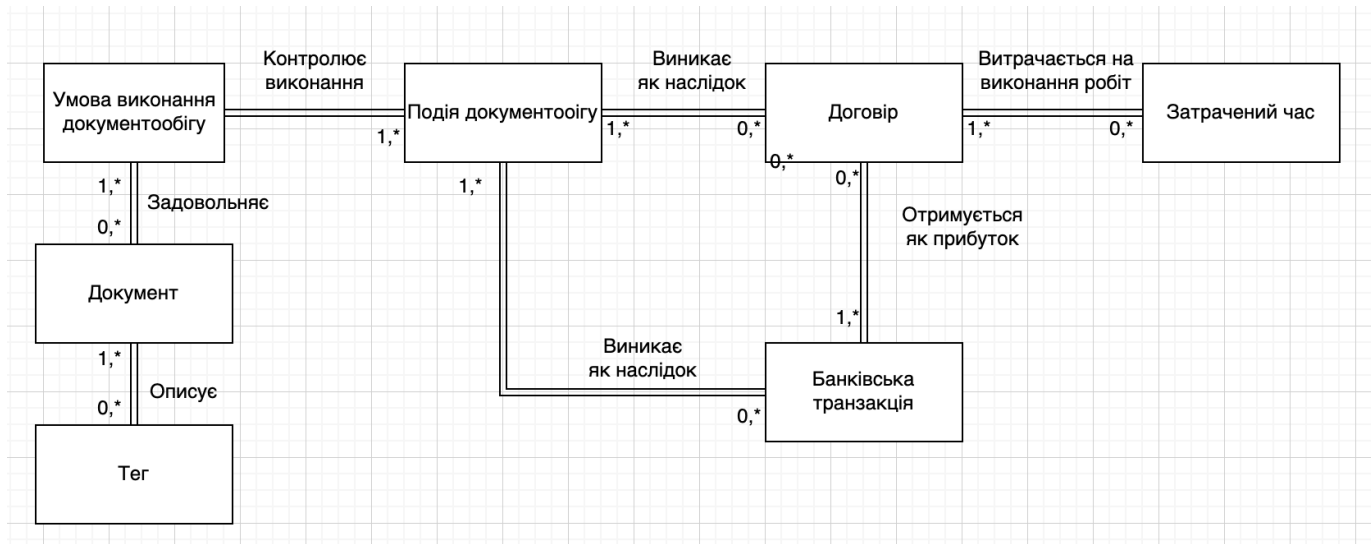 Контролює
виконання
Виникає
як наслідок
Витрачається на
виконання робіт
Умова виконання
документообігу
Подія документооігу
Договір
Затрачений час
1,*
1,*
0,*
1,*
0,*
0,*
1,*
1,*
0,*
Задовольняє
0,*
Отримується
як прибуток
Документ
1,*
1,*
Виникає
як наслідок
Описує
0,*
0,*
Банківська
транзакція
Тег